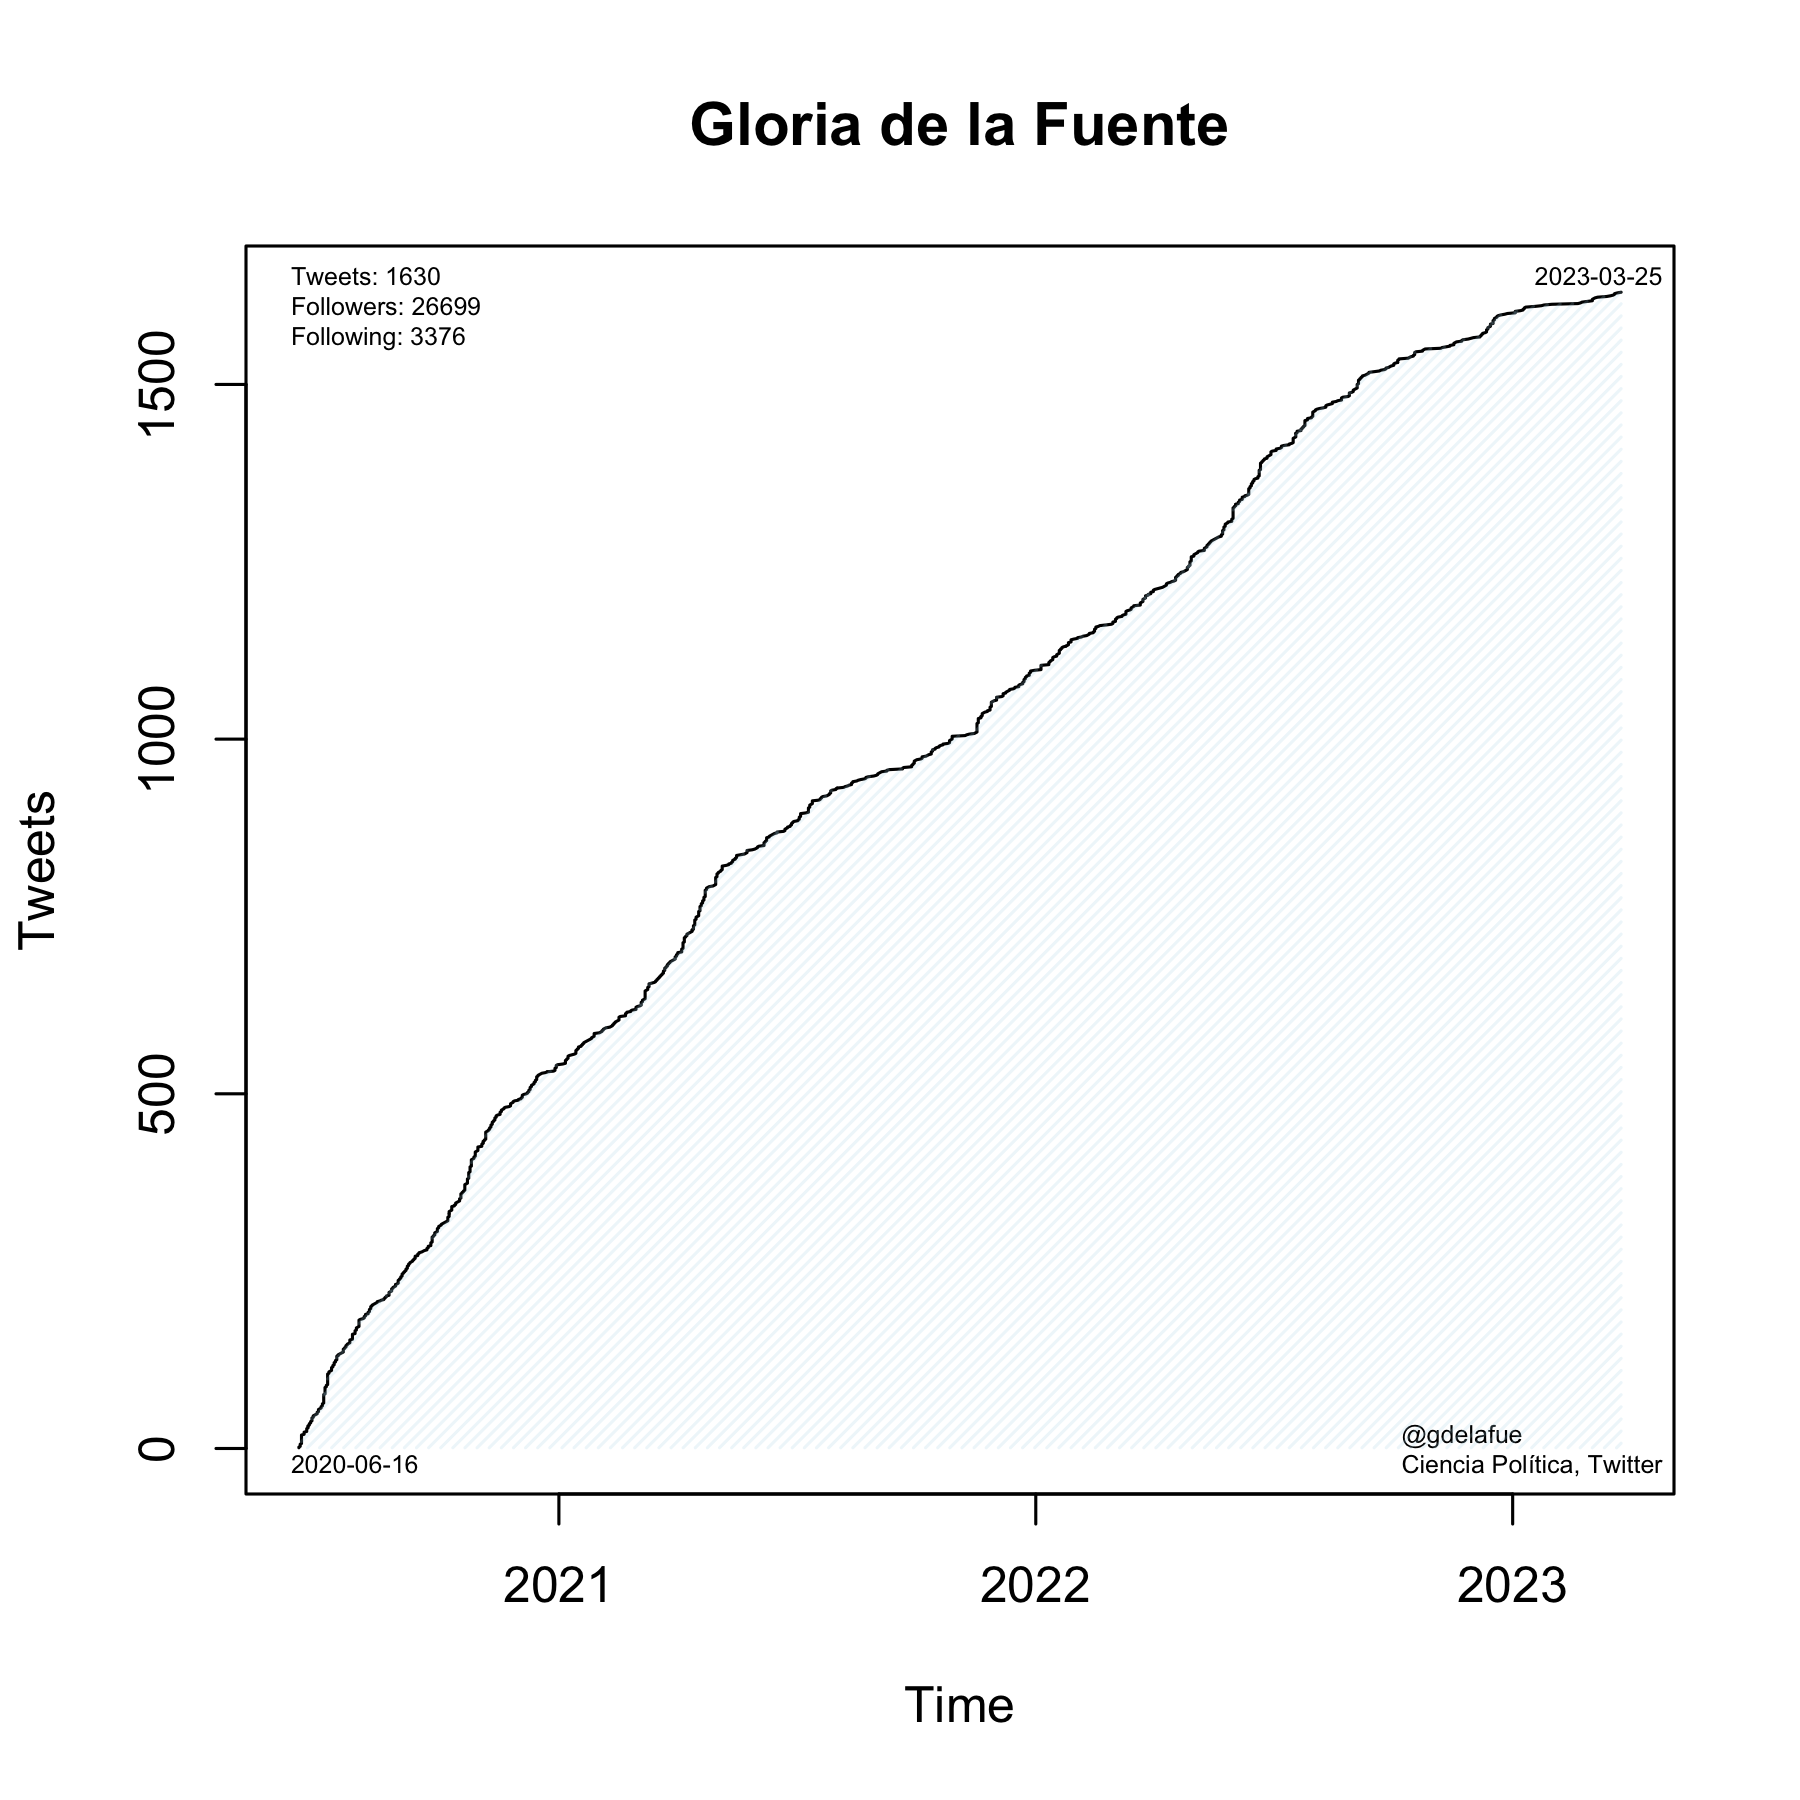 Gloria de la Fuente
Tweets: 1630
Followers: 26699
Following: 3376
2023-03-25
1500
1000
500
0
Tweets
@gdelafue
Ciencia Política, Twitter
2020-06-16
2021
2022
2023
Time